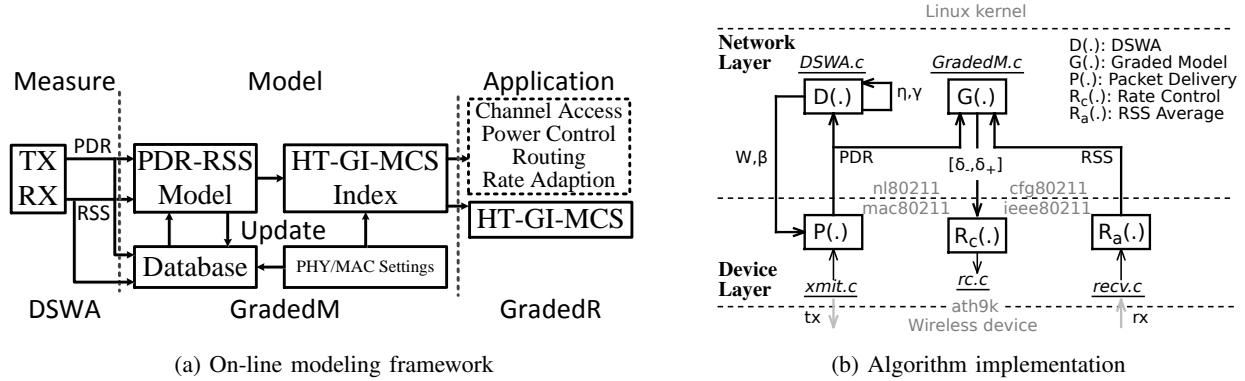 Measure
Model
Application
TX
RX
PDR
RSS
PDR-RSS
Model
HT-GI-MCS
Index
Channel Access
Power Control
Routing
Rate Adaption
HT-GI-MCS
Update
Database
PHY/MAC Settings
DSWA
GradedM
GradedR
(a) On-line modeling framework
Linux kernel
Network
Layer
DSWA.c
GradedM.c
D(.): DSWA
G(.): Graded Model
P(.): Packet Delivery
Rc(.): Rate Control
Ra(.): RSS Average
D(.)
η,γ
G(.)
W,β
PDR
[δ-,δ+]
RSS
nl80211
cfg80211
mac80211
ieee80211
P(.)
Rc(.)
Ra(.)
Device
Layer
xmit.c
rc.c
recv.c
ath9k
tx
Wireless device
rx
(b) Algorithm implementation